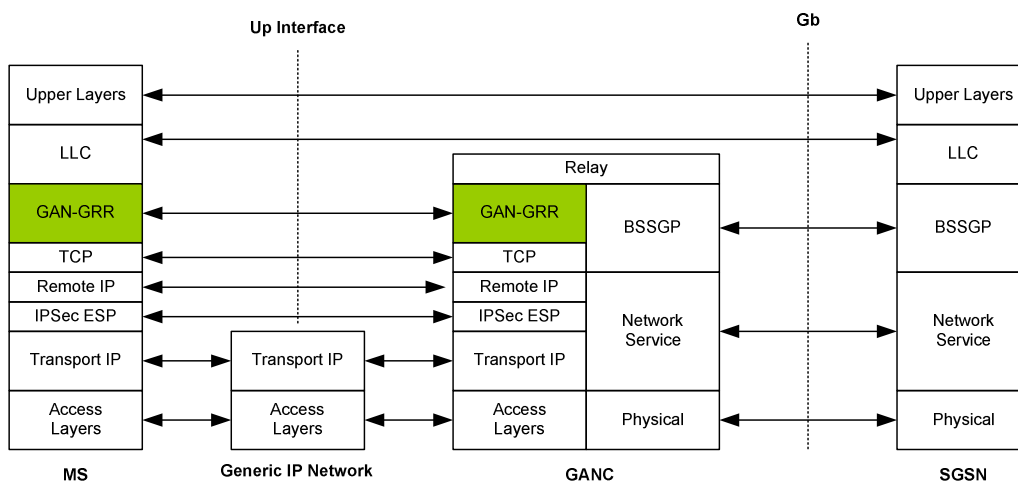 Up Interface
Gb
Upper Layers
Upper Layers
LLC
LLC
Relay
GAN-GRR
GAN-GRR
BSSGP
BSSGP
TCP
TCP
Remote IP
Remote IP
IPSec ESP
IPSec ESP
Network
Service
Network
Service
Transport IP
Transport IP
Transport IP
Access
Layers
Access
Layers
Access
Layers
Physical
Physical
MS
Generic IP Network
GANC
SGSN